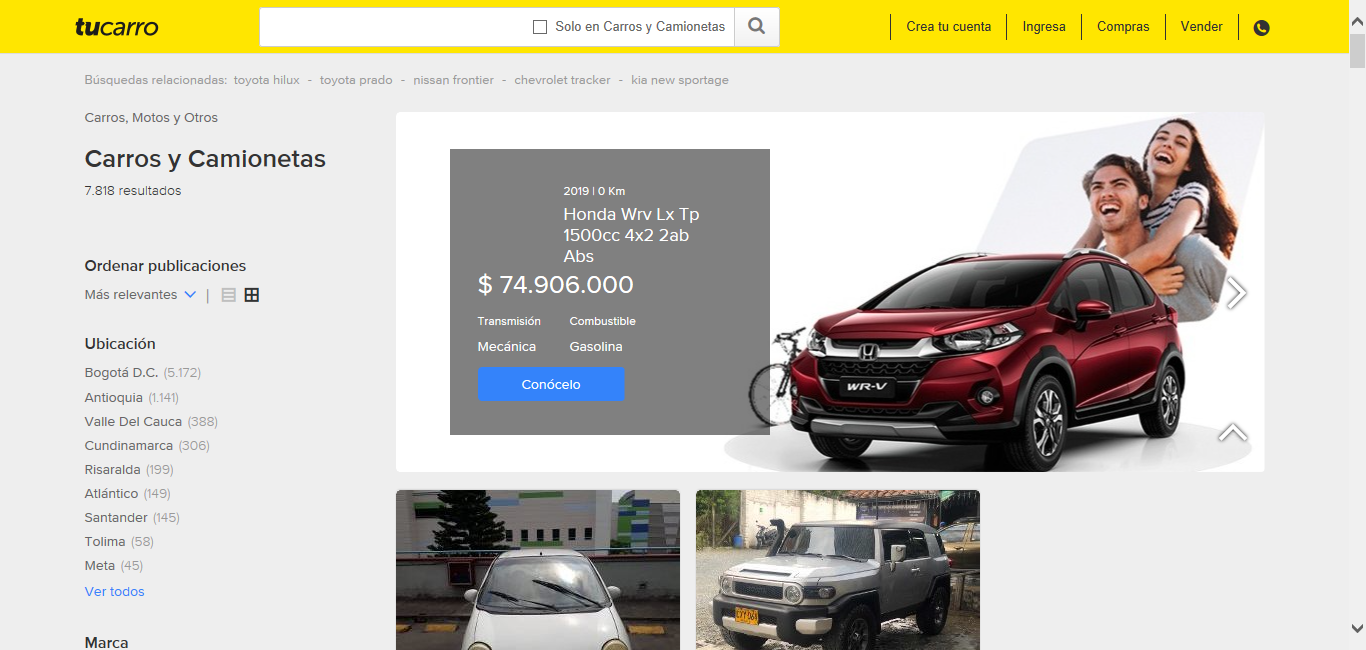 tucarro
Solo en Carros y Camionetas
Crea tu cuenta
Ingresa
Compras
Vender
Búsquedas relacionadas: toyota hilux - toyota prado - nissan frontier - chevrolet tracker - kia new sportage
Carros, Motos y Otros
Carros y Camionetas
7.818 resultados
Ordenar publicaciones
Más relevantes |
Ubicación
Bogotá D.C. (5.172)
Antioquia (1.141)
Valle Del Cauca (388)
Cundinamarca (306)
Risaralda (199)
Atlántico (149)
Santander (145)
Tolima (58)
Meta (45)
Ver todos
Marca
2019 | 0 Km
Honda Wrv Lx Tp
1500cc 4x2 2ab
Abs
$ 74.906.000
Transmisión Combustible
Mecánica Gasolina
Conócelo
WR-V